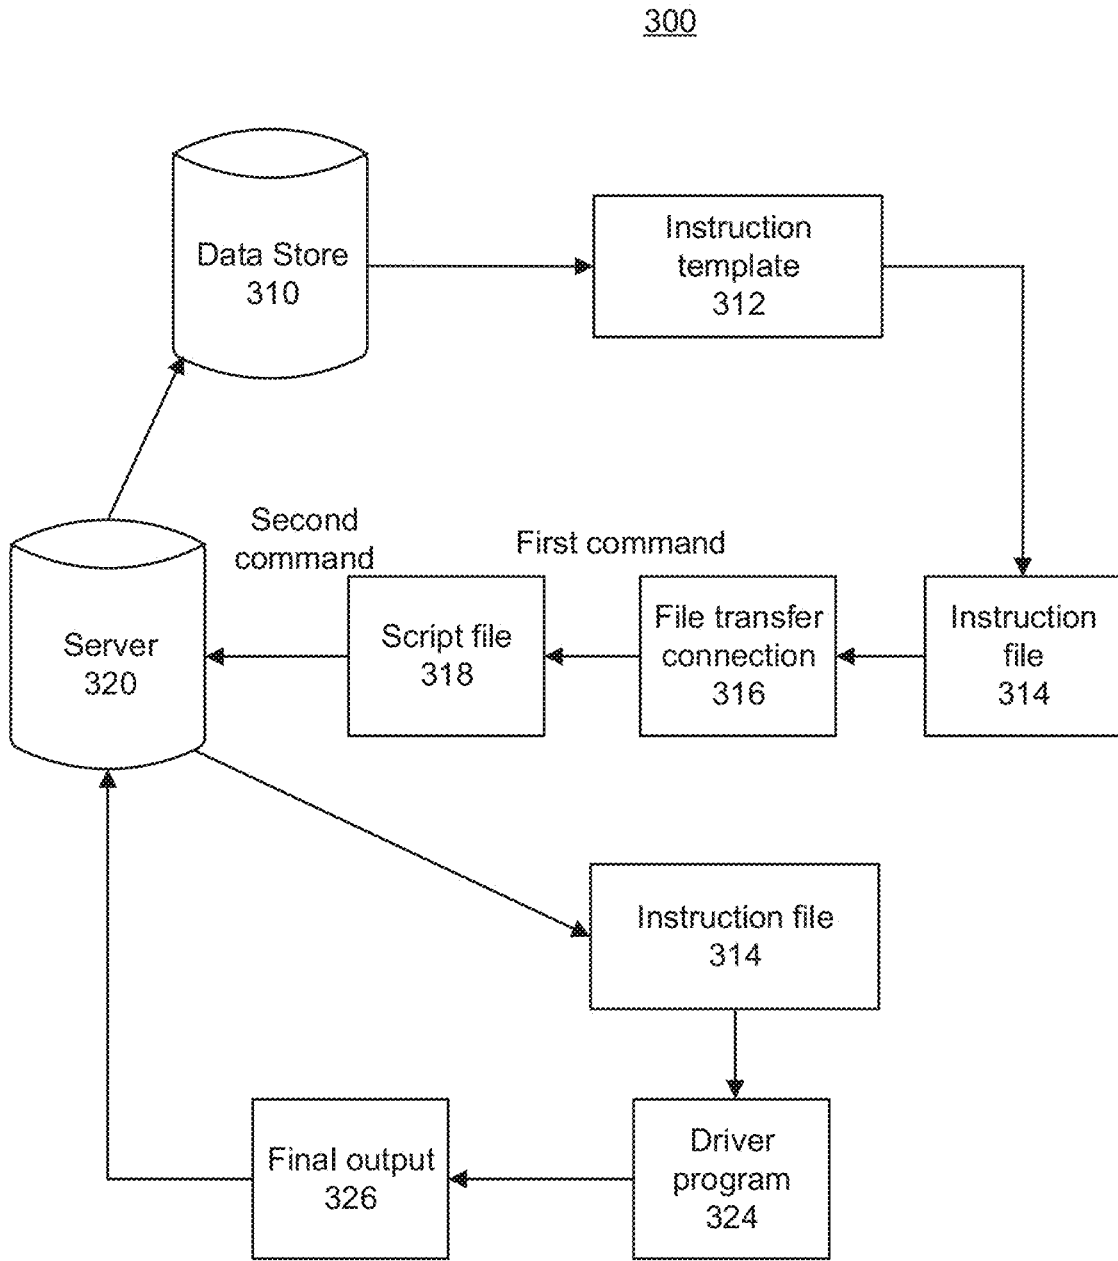 300
Data Store
310
Instruction
template
312
Second
command
First command
Server
320
Script file
318
File transfer
connection
316
Instruction
file
314
Instruction file
314
Final output
326
Driver
program
324